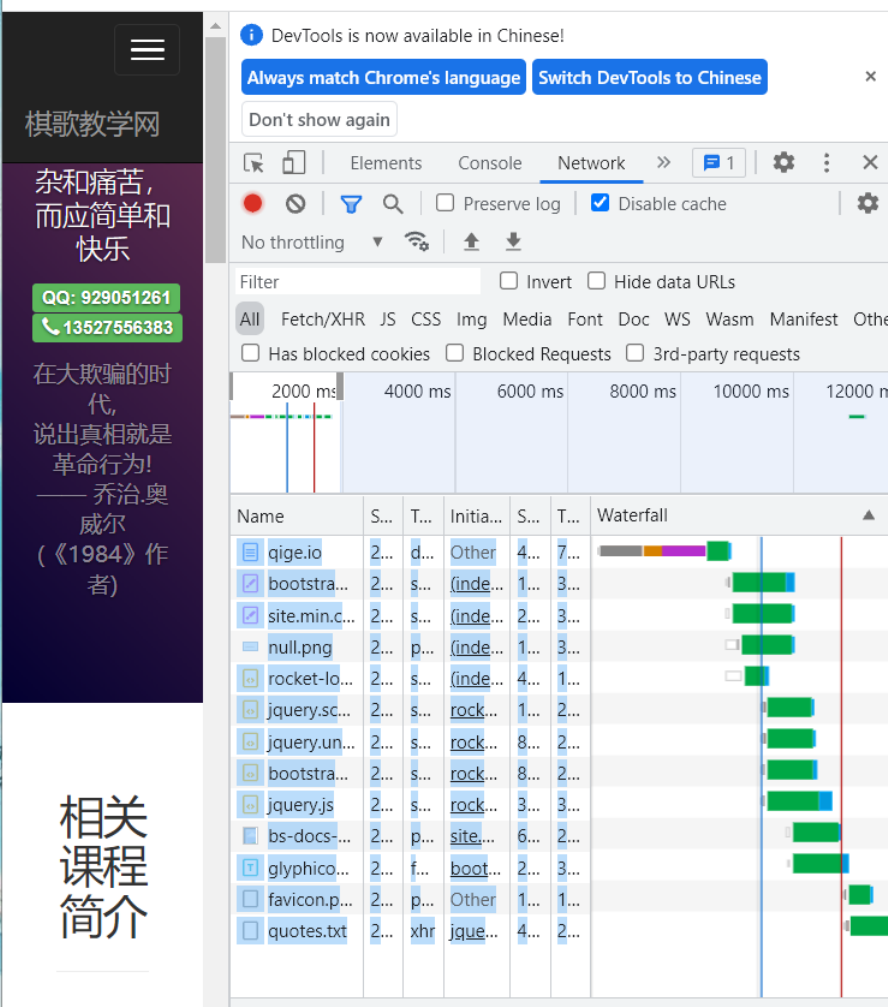 棋歌教学网
杂和痛苦，
而应简单和
快乐
QQ: 929051261
13527556383
在大欺骗的时
代,
说出真相就是
革命行为!
—— 乔治.奥
威尔
(《1984》作
者)
相关
课程
简介
DevTools is now available in Chinese!
Always match Chrome's language Switch DevTools to Chinese
Don't show again
Elements Console Network 1
Preserve log Disable cache
No throttling
Filter Invert Hide data URLs
All Fetch/XHR JS CSS Img Media Font Doc WS Wasm Manifest Othe
Has blocked cookies Blocked Requests 3rd-party requests
2000 ms 4000 ms 6000 ms 8000 ms 10000 ms 12000 m
Name S... T... Initia... S... T... Waterfall
qige.io 2... d... Other 4... 7...
bootstra... 2... s... (inde... 1... 3...
site.min.c... 2... s... (inde... 2... 3...
null.png 2... p... (inde... 1... 3...
rocket-lo... 2... s... (inde... 4... 1...
jquery.sc... 2... s... rock... 1... 2...
jquery.un... 2... s... rock... 8... 2...
bootstra... 2... s... rock... 8... 2...
jquery.js 2... s... rock... 3... 3...
bs-docs-... 2... p... site.... 6... 2...
glyphico... 2... f... boot... 2... 3...
favicon.p... 2... p... Other 1... 1...
quotes.txt 2... xhr jque... 4... 2...